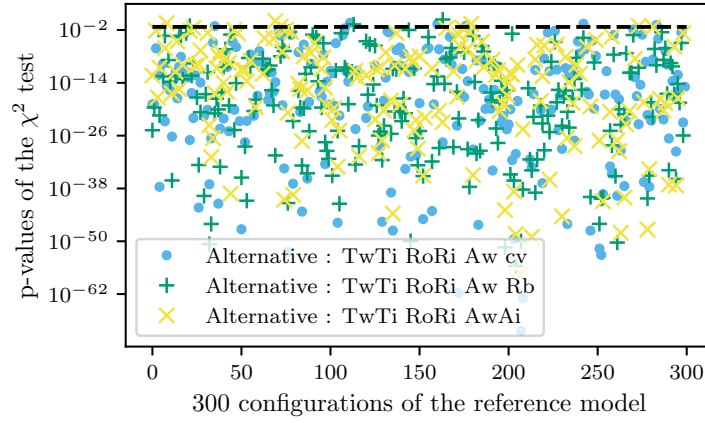 p-values of the χ² test
10⁻²
10⁻¹⁴
10⁻²⁶
10⁻³⁸
10⁻⁵⁰
10⁻⁶²
Alternative : TwTi RoRi Aw cv
Alternative : TwTi RoRi Aw Rb
Alternative : TwTi RoRi AwAi
0 50 100 150 200 250 300
300 configurations of the reference model